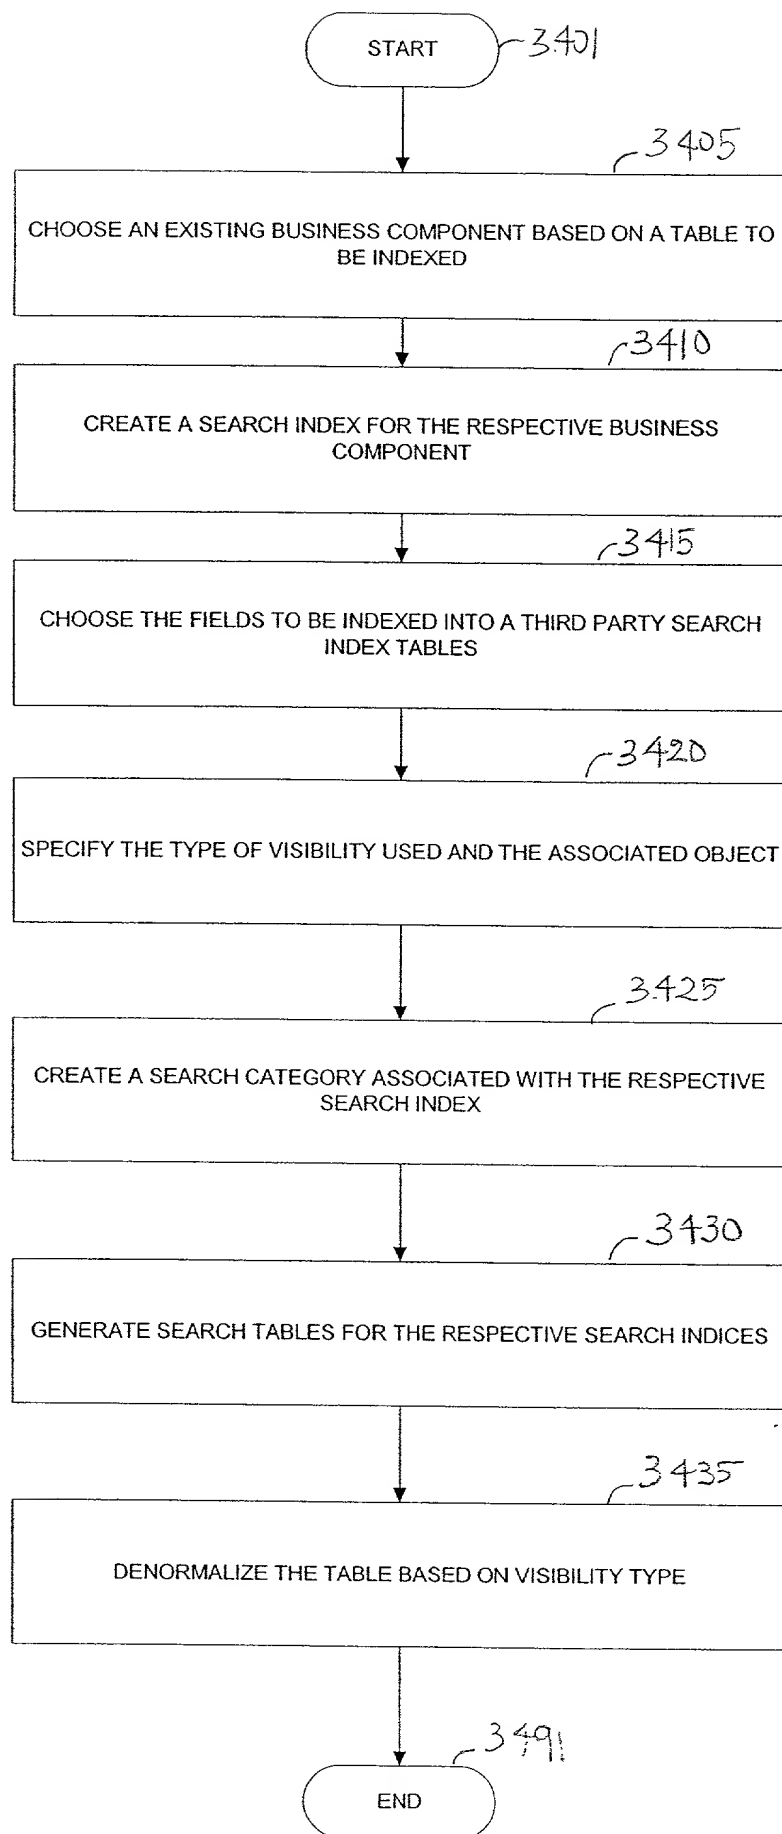 START
3401
3405
CHOOSE AN EXISTING BUSINESS COMPONENT BASED ON A TABLE TO
BE INDEXED
3410
CREATE A SEARCH INDEX FOR THE RESPECTIVE BUSINESS
COMPONENT
3415
CHOOSE THE FIELDS TO BE INDEXED INTO A THIRD PARTY SEARCH
INDEX TABLES
3420
SPECIFY THE TYPE OF VISIBILITY USED AND THE ASSOCIATED OBJECT
3425
CREATE A SEARCH CATEGORY ASSOCIATED WITH THE RESPECTIVE
SEARCH INDEX
3430
GENERATE SEARCH TABLES FOR THE RESPECTIVE SEARCH INDICES
3435
DENORMALIZE THE TABLE BASED ON VISIBILITY TYPE
3491
END